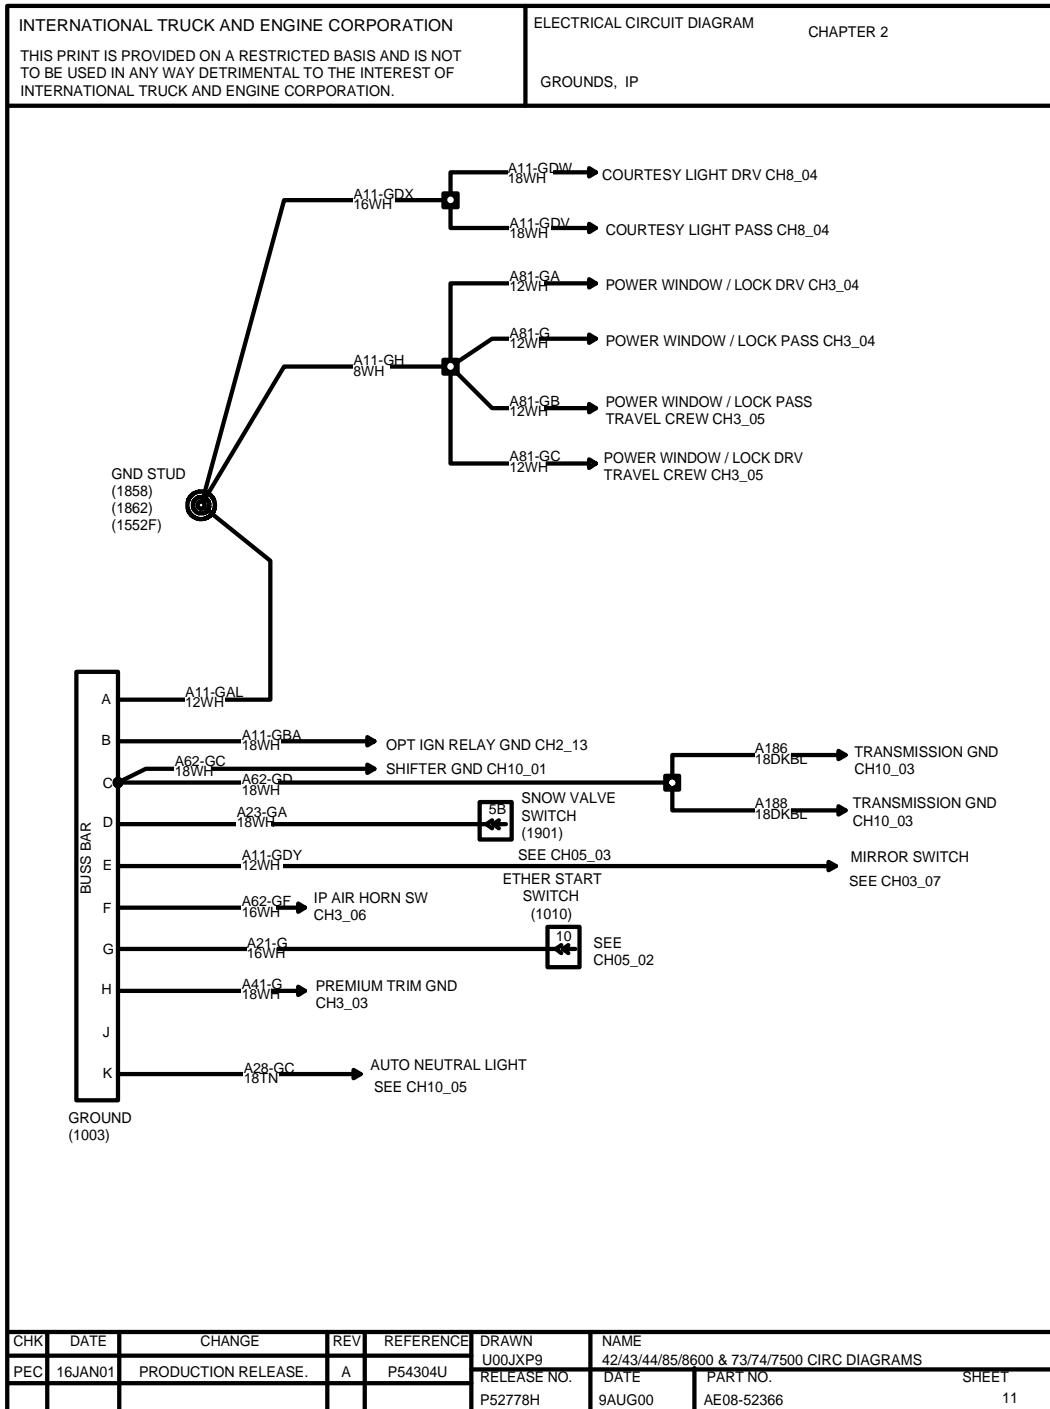 INTERNATIONAL TRUCK AND ENGINE CORPORATION
THIS PRINT IS PROVIDED ON A RESTRICTED BASIS AND IS NOT
TO BE USED IN ANY WAY DETRIMENTAL TO THE INTEREST OF
INTERNATIONAL TRUCK AND ENGINE CORPORATION.
ELECTRICAL CIRCUIT DIAGRAM
CHAPTER 2
GROUNDS, IP
A11-GDW
18WH
COURTESY LIGHT DRV CH8_04
A11-GDX
16WH
A11-GDV
18WH
COURTESY LIGHT PASS CH8_04
A81-GA
12WH
POWER WINDOW / LOCK DRV CH3_04
A81-G
12WH
POWER WINDOW / LOCK PASS CH3_04
A11-GH
8WH
A81-GB
12WH
POWER WINDOW / LOCK PASS
TRAVEL CREW CH3_05
A81-GC
12WH
POWER WINDOW / LOCK DRV
TRAVEL CREW CH3_05
GND STUD
(1858)
(1862)
(1552F)
A
A11-GAL
12WH
B
A11-GBA
18WH
OPT IGN RELAY GND CH2_13
A62-GC
18WH
SHIFTER GND CH10_01
C
A62-GD
18WH
A186
18DKBL
TRANSMISSION GND
CH10_03
A188
18DKBL
TRANSMISSION GND
CH10_03
D
A23-GA
18WH
5B
SNOW VALVE
SWITCH
(1901)
SEE CH05_03
BUSS BAR
E
A11-GDY
12WH
MIRROR SWITCH
SEE CH03_07
F
A62-GF
16WH
IP AIR HORN SW
CH3_06
ETHER START
SWITCH
(1010)
G
A21-G
16WH
10
SEE
CH05_02
H
A41-G
18WH
PREMIUM TRIM GND
CH3_03
J
K
A28-GC
18TN
AUTO NEUTRAL LIGHT
SEE CH10_05
GROUND
(1003)
CHK DATE CHANGE REV REFERENCE
PEC 16JAN01 PRODUCTION RELEASE. A P54304U
DRAWN
U00JXP9
NAME
42/43/44/85/8600 & 73/74/7500 CIRC DIAGRAMS
RELEASE NO.
P52778H
DATE
9AUG00
PART NO.
AE08-52366
SHEET
11